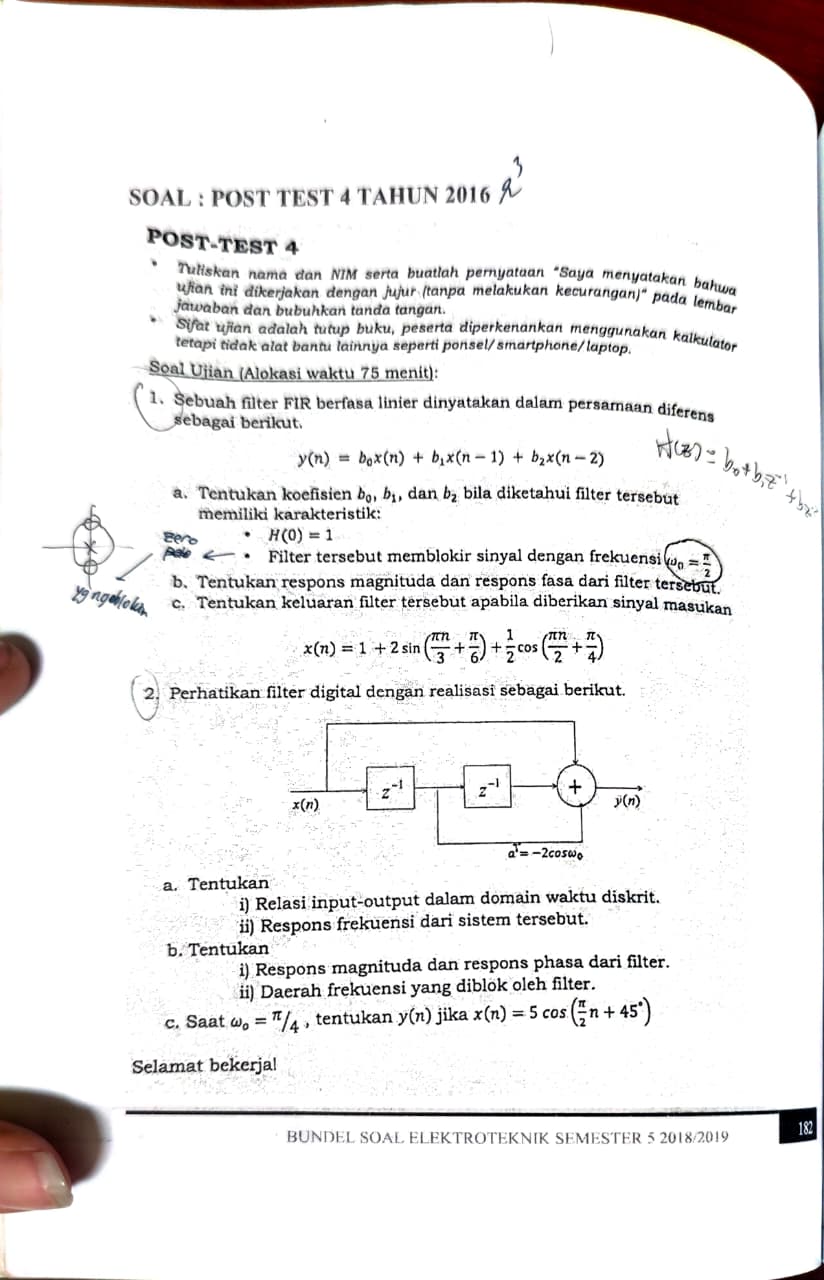 SOAL : POST TEST 4 TAHUN 2016
POST-TEST 4
• Tuliskan nama dan NIM serta buatlah pernyataan "Saya menyatakan bahwa
ujian ini dikerjakan dengan jujur (tanpa melakukan kecurangan)" pada lembar
jawaban dan bubuhkan tanda tangan.
• Sifat ujian adalah tutup buku, peserta diperkenankan menggunakan kalkulator
tetapi tidak alat bantu lainnya seperti ponsel/smartphone/laptop.
Soal Ujian (Alokasi waktu 75 menit):
1. Sebuah filter FIR berfasa linier dinyatakan dalam persamaan diferens
sebagai berikut.
y(n) = b₀x(n) + b₁x(n − 1) + b₂x(n − 2)
H(z) = b₀ + b₁z⁻¹ + b₂
a. Tentukan koefisien b₀, b₁, dan b₂ bila diketahui filter tersebut
memiliki karakteristik:
• H(0) = 1
zero
pole ← • Filter tersebut memblokir sinyal dengan frekuensi ω₀ = π/2
b. Tentukan respons magnituda dan respons fasa dari filter tersebut.
c. Tentukan keluaran filter tersebut apabila diberikan sinyal masukan
x(n) = 1 + 2 sin (πn/3 + π/6) + 1/2 cos (πn/2 + π/4)
2. Perhatikan filter digital dengan realisasi sebagai berikut.
z⁻¹ z⁻¹ +
x(n) y(n)
a = −2cosω₀
a. Tentukan
i) Relasi input-output dalam domain waktu diskrit.
ii) Respons frekuensi dari sistem tersebut.
b. Tentukan
i) Respons magnituda dan respons phasa dari filter.
ii) Daerah frekuensi yang diblok oleh filter.
c. Saat ω₀ = π/4 , tentukan y(n) jika x(n) = 5 cos (π/2 n + 45°)
Selamat bekerja!
BUNDEL SOAL ELEKTROTEKNIK SEMESTER 5 2018/2019
182